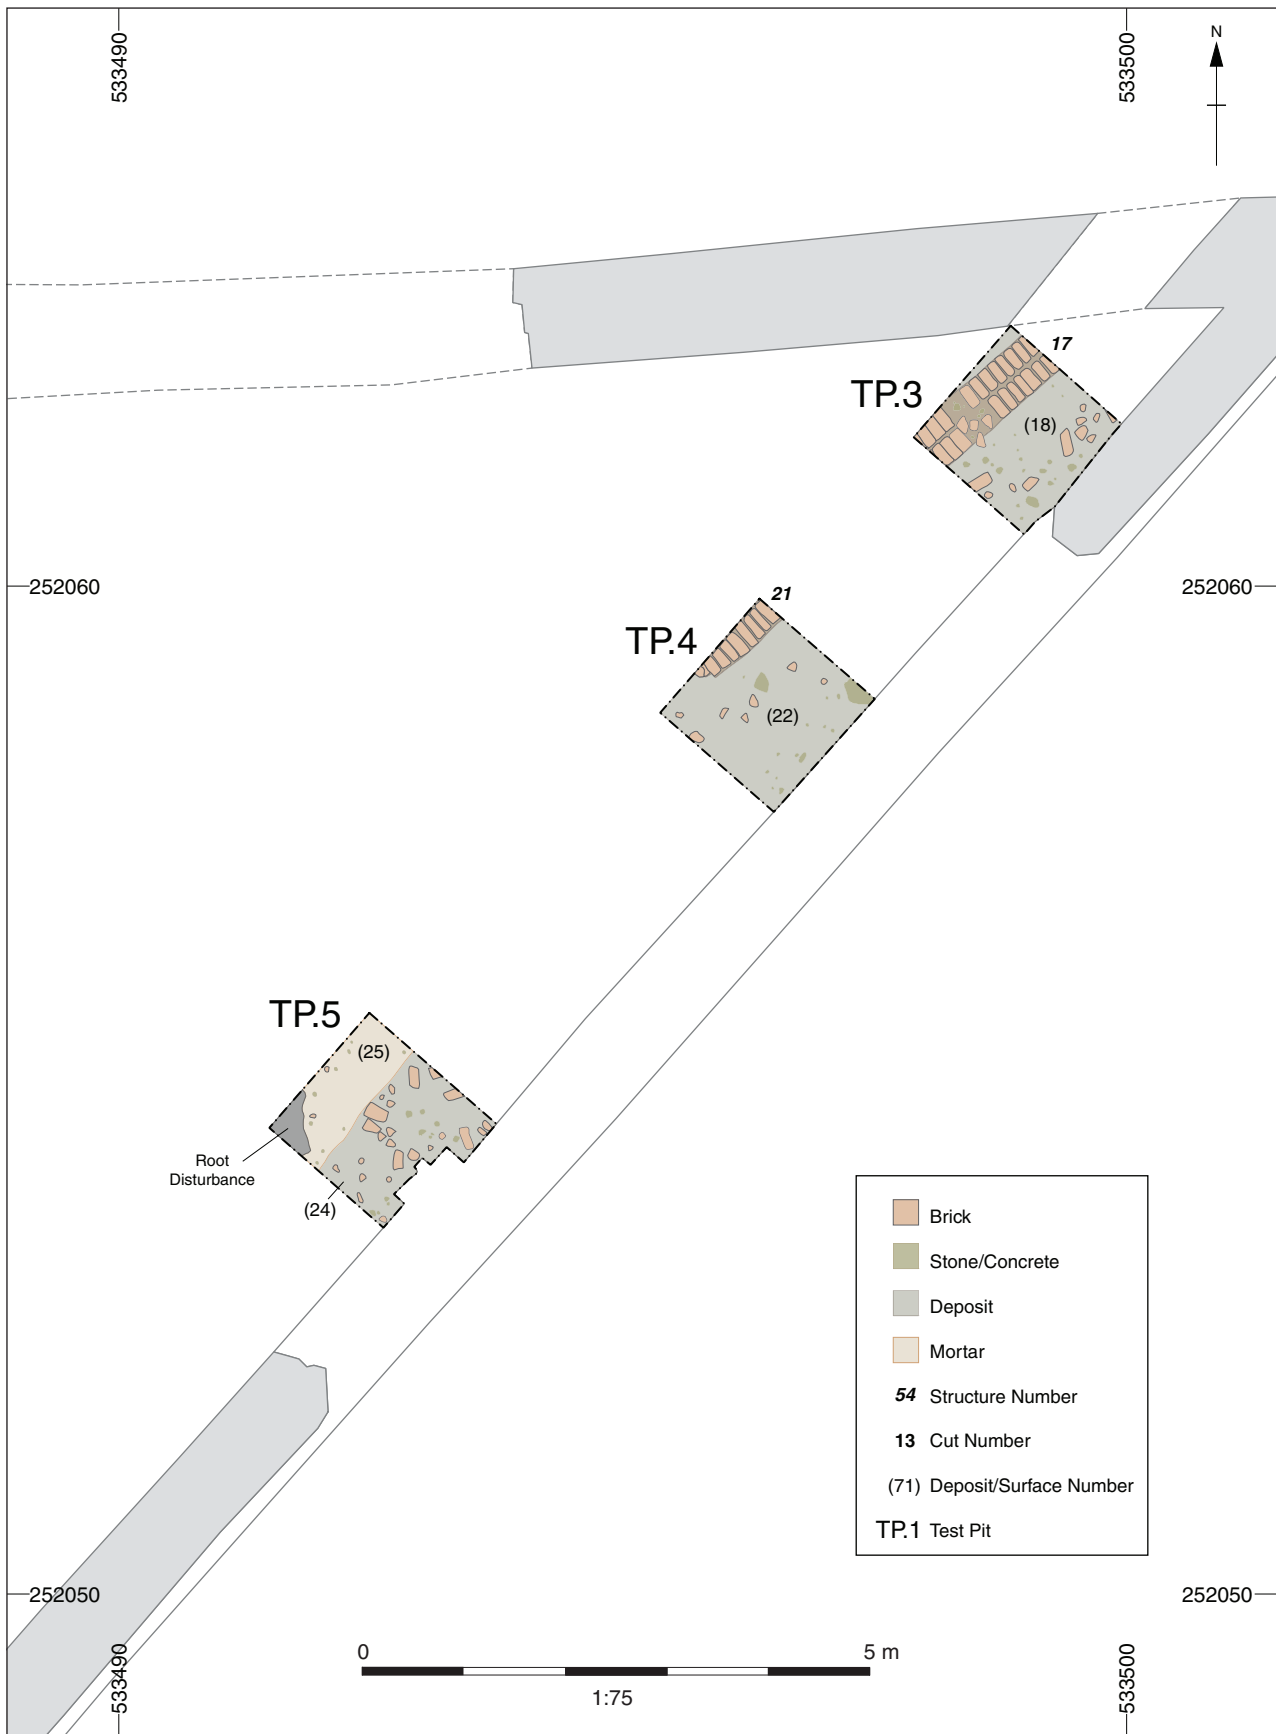 533490
533500
N
17
TP.3
(18)
252060
252060
21
TP.4
(22)
TP.5
(25)
Root
Disturbance
(24)
Brick
Stone/Concrete
Deposit
Mortar
54 Structure Number
13 Cut Number
(71) Deposit/Surface Number
TP.1 Test Pit
252050
252050
533490
0 5 m
1:75
533500